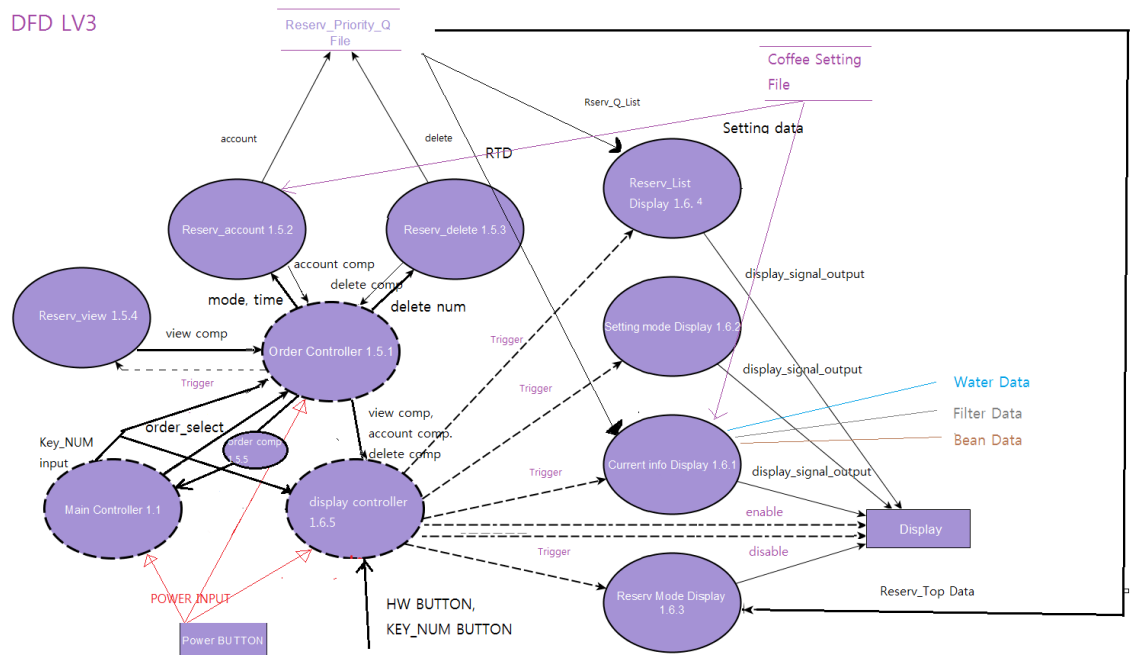 DFD LV3
Reserv_Priority_Q
File
Coffee Setting
File
Rserv_Q_List
Setting data
account
delete
RTD
Reserv_List
Display 1.6. 4
Reserv_account 1.5.2
Reserv_delete 1.5.3
account comp
delete comp
display_signal_output
mode, time
delete num
Reserv_view 1.5.4
view comp
Setting mode Display 1.6.2
Order Controller 1.5.1
Trigger
Trigger
Trigger
display_signal_output
Water Data
Filter Data
Bean Data
order_select
view comp,
account comp.
delete comp
Key_NUM
input
order comp
1.5.5
Current info Display 1.6.1
Trigger
display_signal_output
Main Controller 1.1
display controller
1.6.5
enable
Display
disable
Trigger
POWER INPUT
Reserv Mode Display
1.6.3
Reserv_Top Data
HW BUTTON,
KEY_NUM BUTTON
Power BUTTON